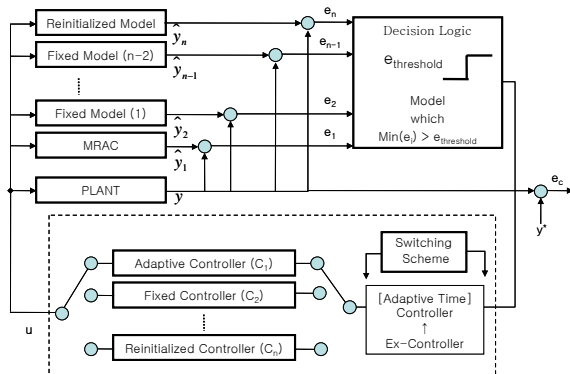 Reinitialized Model
ŷn
en
Decision Logic
Fixed Model (n-2)
ŷn-1
en-1
ethreshold
Fixed Model (1)
ŷ2
e2
Model
which
Min(ei) > ethreshold
MRAC
ŷ1
e1
PLANT
y
ec
y*
Switching
Scheme
Adaptive Controller (C1)
Fixed Controller (C2)
[Adaptive Time]
Controller
↑
Ex-Controller
u
Reinitialized Controller (Cn)